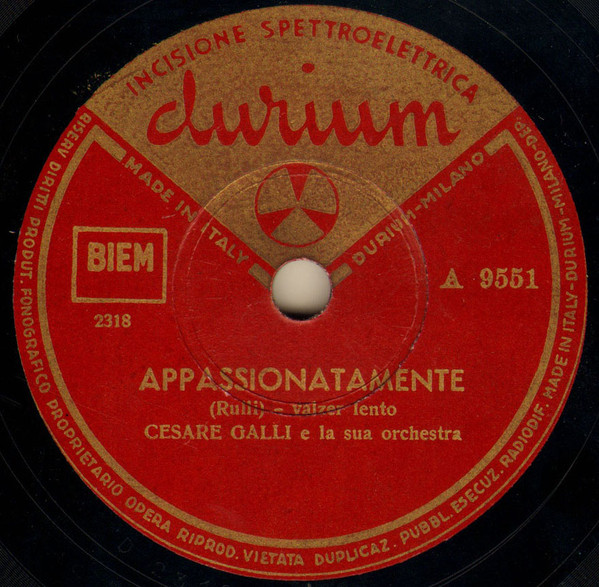 INCISIONE SPETTROELETTRICA
durium
MADE IN ITALY
DURIUM-MILANO
BIEM
2318
A 9551
APPASSIONATAMENTE
(Rulli) - valzer lento
CESARE GALLI e la sua orchestra
RISERV. DIRITTI PRODUT. FONOGRAFICO PROPRIETARIO OPERA RIPROD. VIETATA DUPLICAZ. PUBBL. ESECUZ. RADIODIF. MADE IN ITALY-DURIUM-MILANO-DEP.